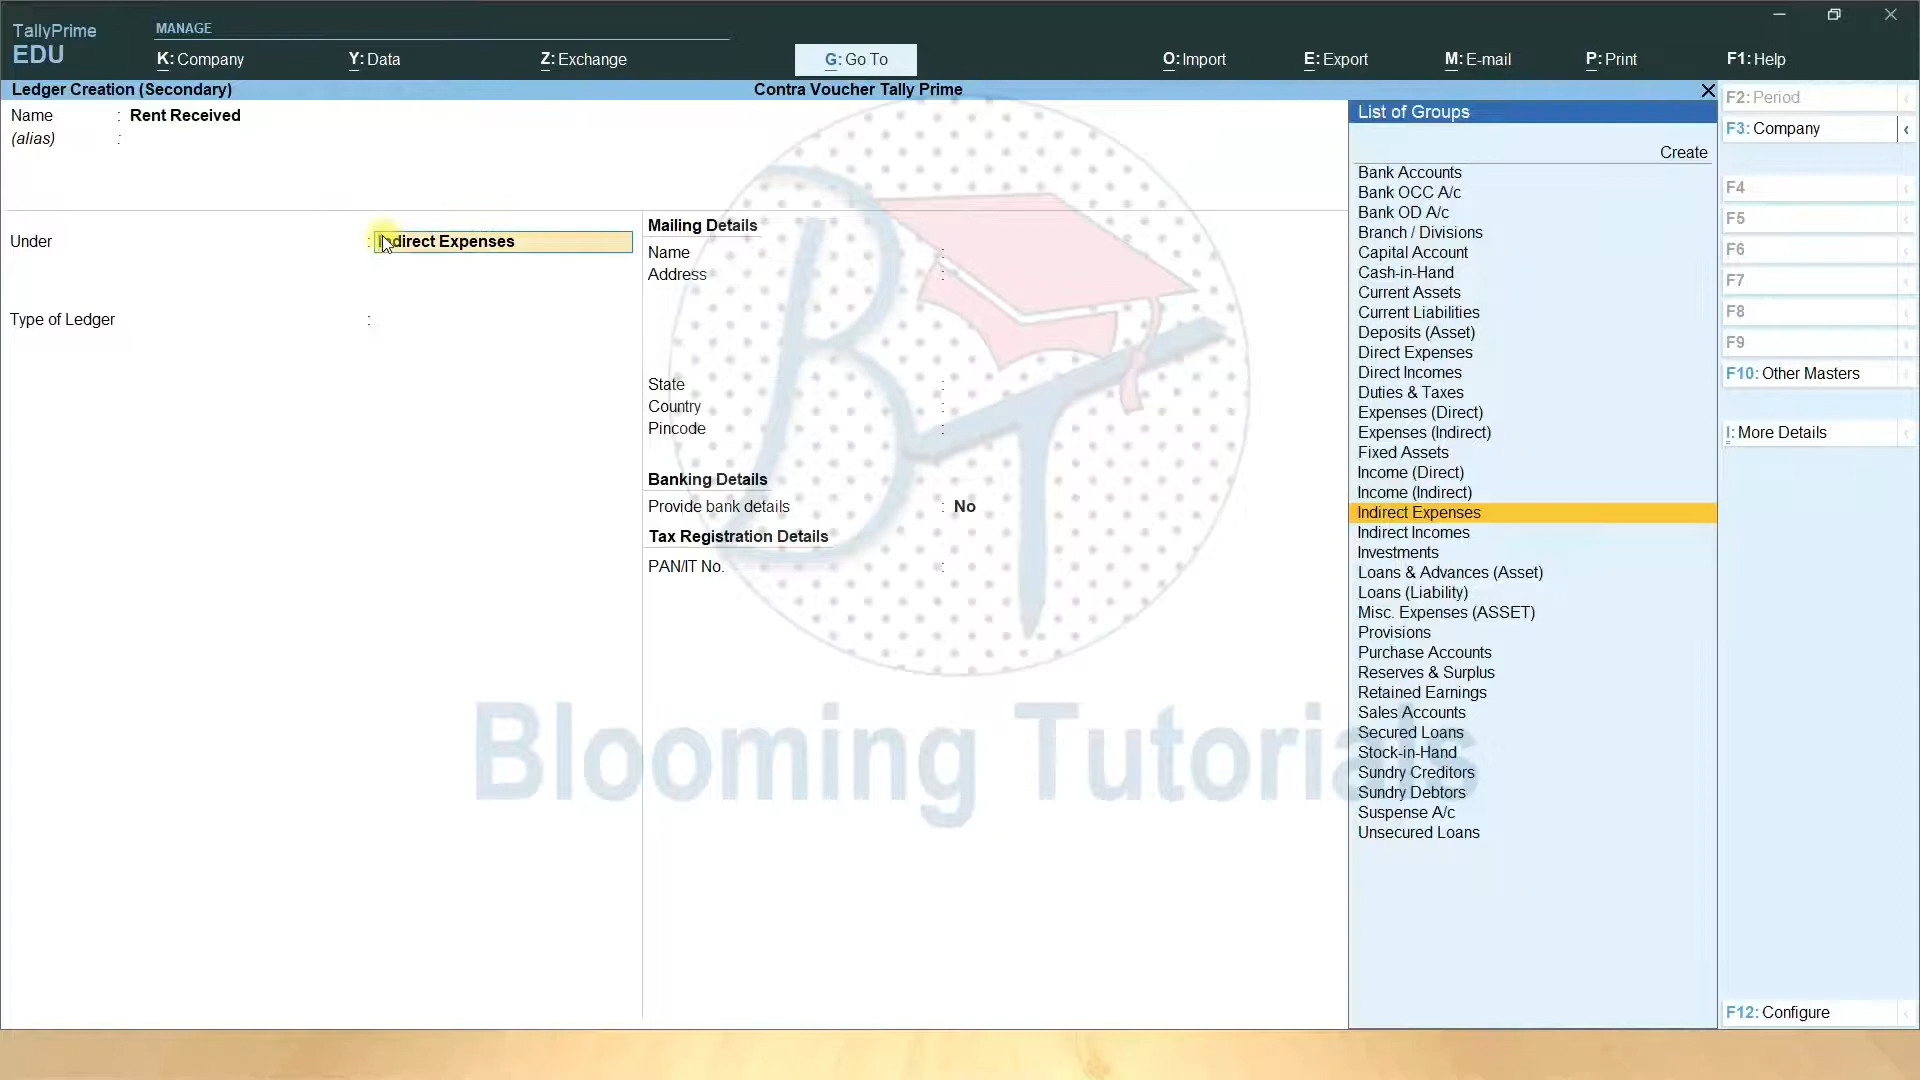 TallyPrime
EDU
MANAGE
K: Company
Y: Data
Z: Exchange
G: Go To
O: Import
E: Export
M: E-mail
P: Print
F1: Help
Ledger Creation (Secondary)
Contra Voucher Tally Prime
Name : Rent Received
(alias) :
Under : Indirect Expenses
Type of Ledger :
Mailing Details
Name :
Address :
State :
Country :
Pincode :
Banking Details
Provide bank details : No
Tax Registration Details
PAN/IT No. :
List of Groups
Create
Bank Accounts
Bank OCC A/c
Bank OD A/c
Branch / Divisions
Capital Account
Cash-in-Hand
Current Assets
Current Liabilities
Deposits (Asset)
Direct Expenses
Direct Incomes
Duties & Taxes
Expenses (Direct)
Expenses (Indirect)
Fixed Assets
Income (Direct)
Income (Indirect)
Indirect Expenses
Indirect Incomes
Investments
Loans & Advances (Asset)
Loans (Liability)
Misc. Expenses (ASSET)
Provisions
Purchase Accounts
Reserves & Surplus
Retained Earnings
Sales Accounts
Secured Loans
Stock-in-Hand
Sundry Creditors
Sundry Debtors
Suspense A/c
Unsecured Loans
F2: Period
F3: Company
F4
F5
F6
F7
F8
F9
F10: Other Masters
I: More Details
F12: Configure
BT
Blooming Tutorials